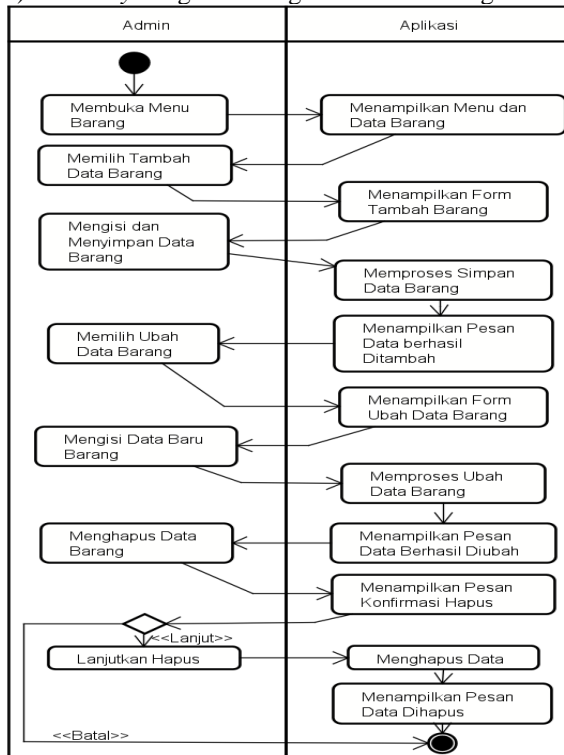 Admin
Aplikasi
Membuka Menu
Barang
Menampilkan Menu dan
Data Barang
Memilih Tambah
Data Barang
Menampilkan Form
Tambah Barang
Mengisi dan
Menyimpan Data
Barang
Memproses Simpan
Data Barang
Menampilkan Pesan
Data berhasil
Ditambah
Memilih Ubah
Data Barang
Menampilkan Form
Ubah Data Barang
Mengisi Data Baru
Barang
Memproses Ubah
Data Barang
Menampilkan Pesan
Data Berhasil Diubah
Menghapus Data
Barang
Menampilkan Pesan
Konfirmasi Hapus
<<Lanjut>>
Lanjutkan Hapus
Menghapus Data
Menampilkan Pesan
Data Dihapus
<<Batal>>